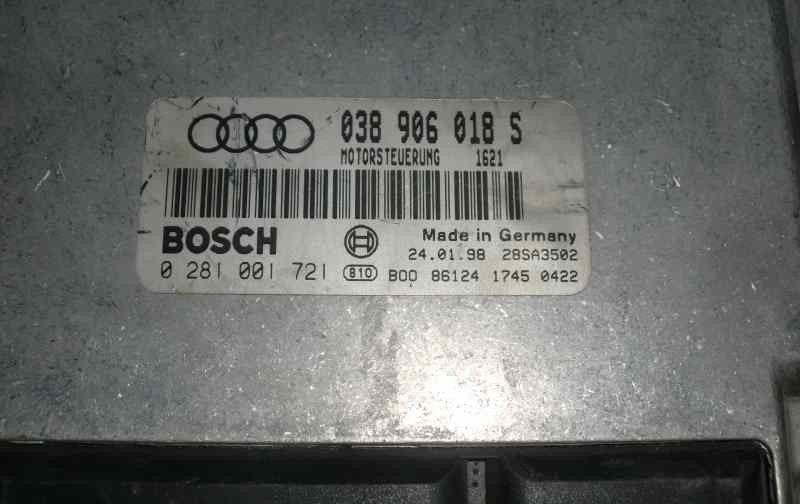 038 906 018 S
MOTORSTEUERUNG 1621
BOSCH Made in Germany
24.01.98 28SA3502
0 281 001 721 810 B00 86124 1745 0422